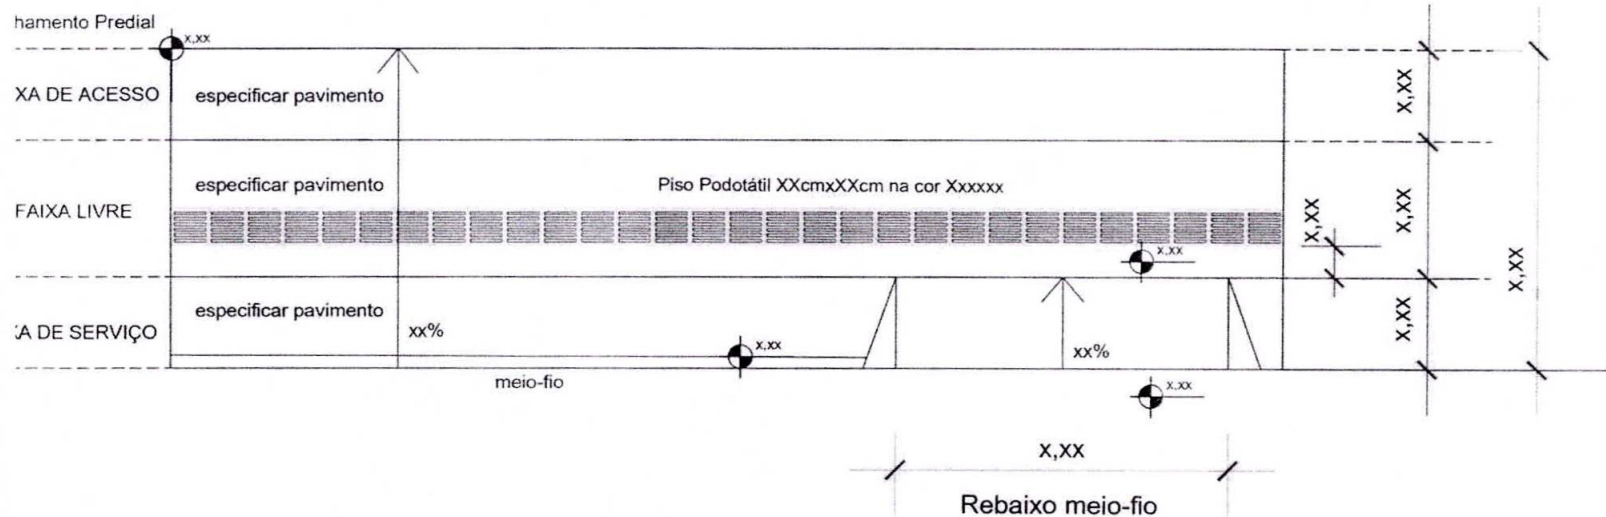 hamento Predial
x,xx
XA DE ACESSO
especificar pavimento
x,xx
especificar pavimento
Piso Podotátil XXcmxXXcm na cor Xxxxxx
FAIXA LIVRE
x,xx
x,xx
x,xx
x,xx
especificar pavimento
A DE SERVIÇO
xx%
x,xx
xx%
x,xx
meio-fio
x,xx
x,xx
Rebaixo meio-fio